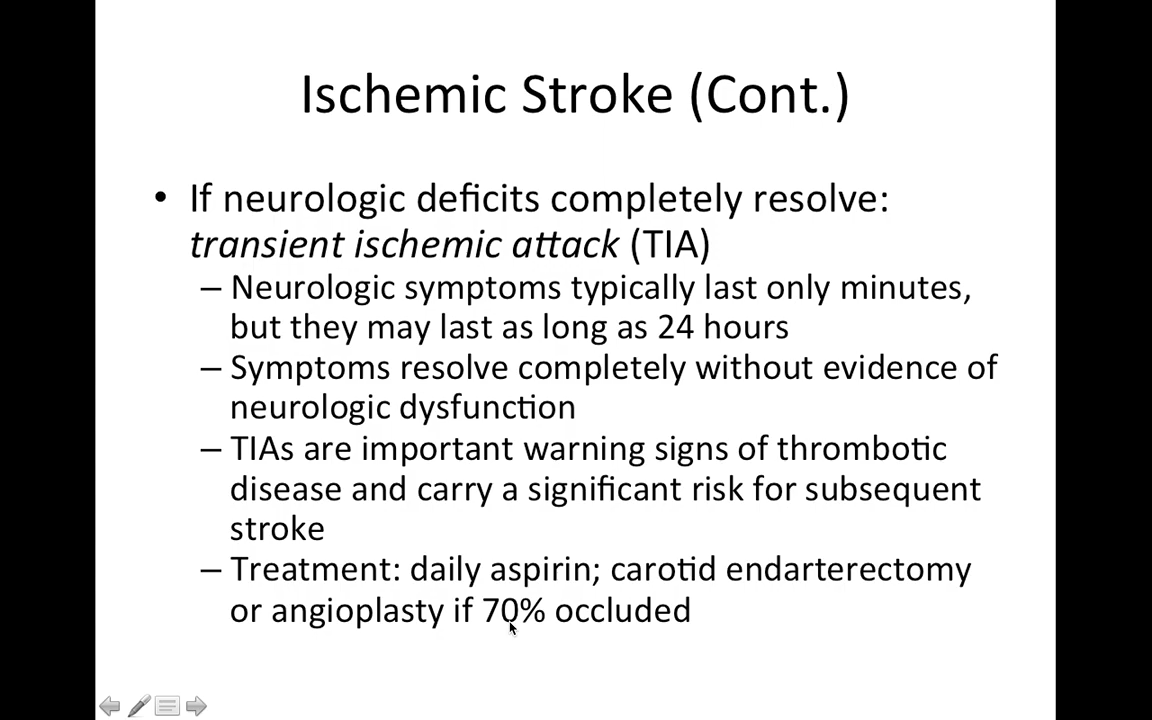 Ischemic Stroke (Cont.)
• If neurologic deficits completely resolve:
transient ischemic attack (TIA)
– Neurologic symptoms typically last only minutes,
but they may last as long as 24 hours
– Symptoms resolve completely without evidence of
neurologic dysfunction
– TIAs are important warning signs of thrombotic
disease and carry a significant risk for subsequent
stroke
– Treatment: daily aspirin; carotid endarterectomy
or angioplasty if 70% occluded